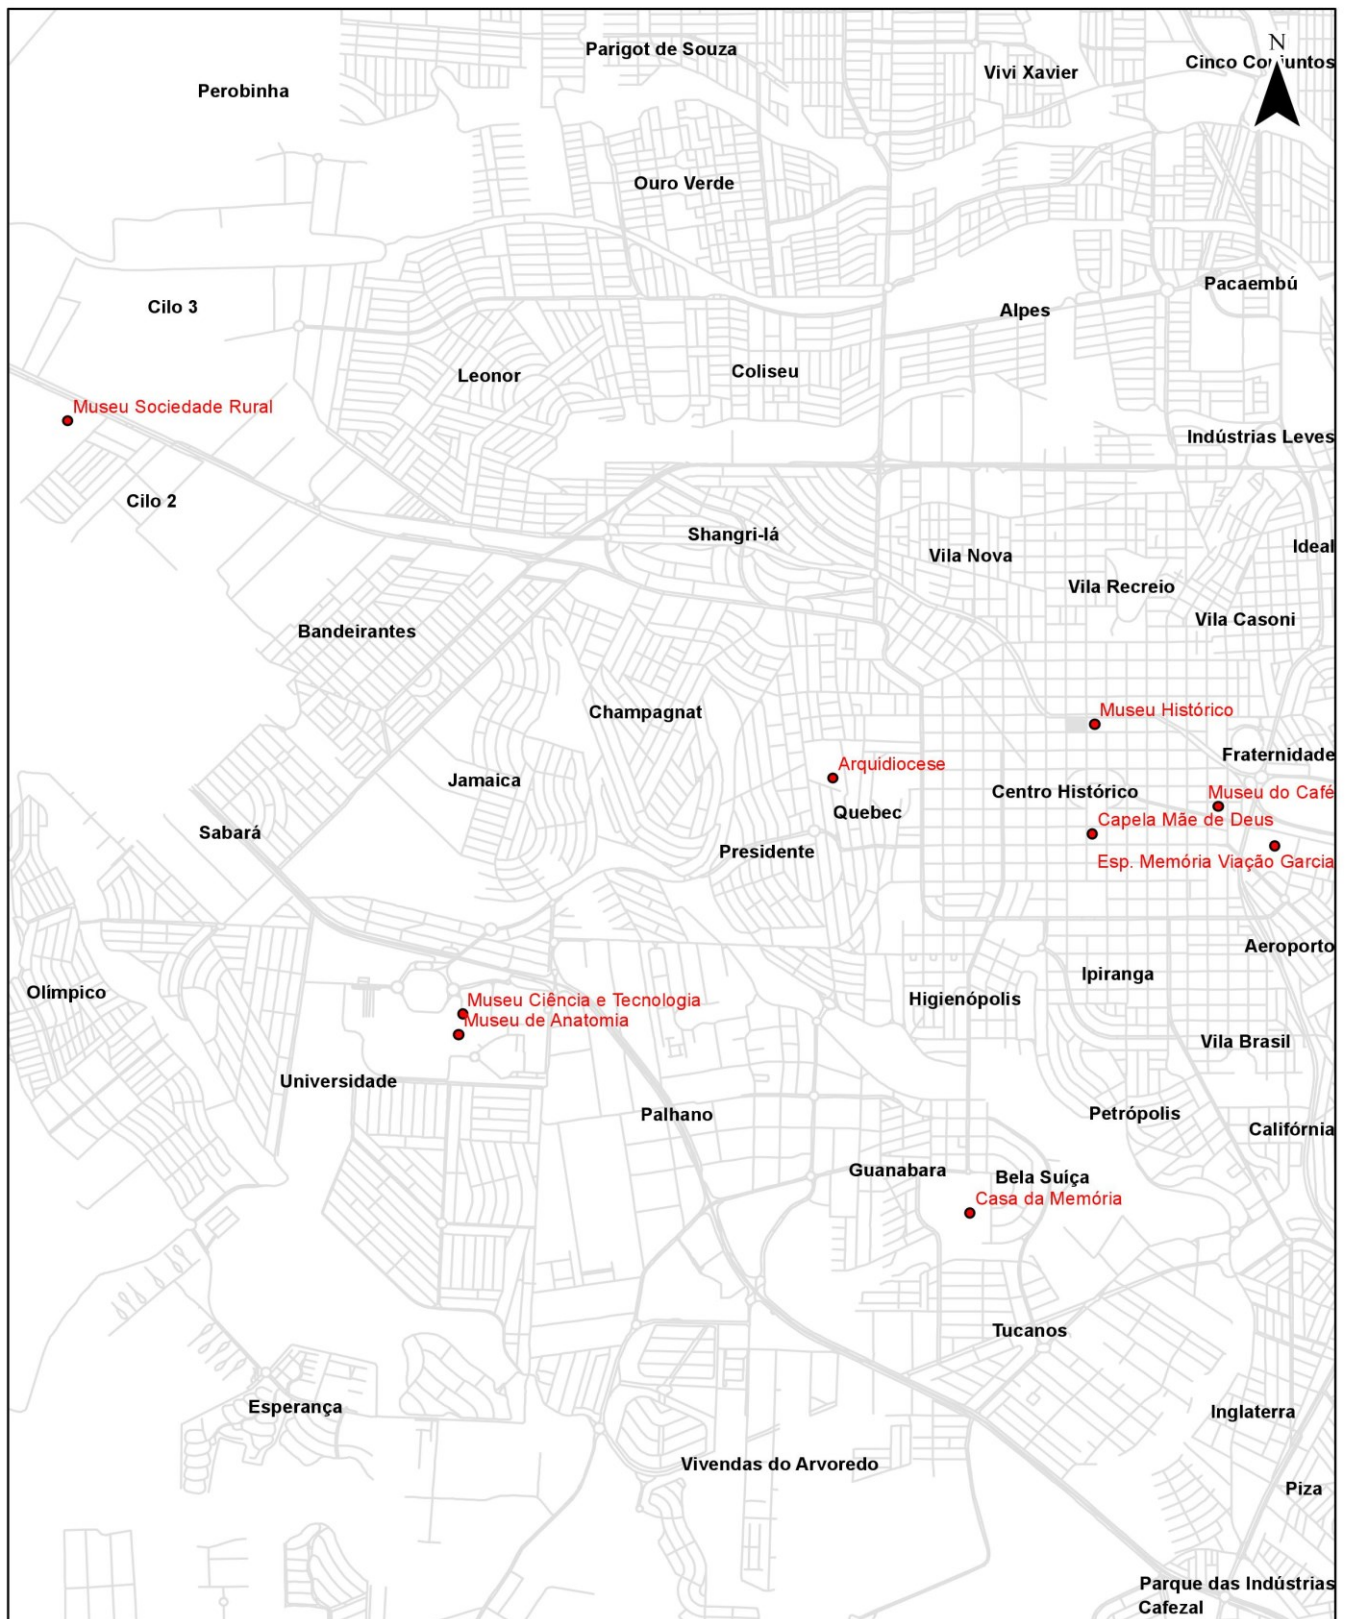 N
Parigot de Souza
Cinco Conjuntos
Vivi Xavier
Perobinha
Ouro Verde
Pacaembú
Cilo 3
Alpes
Coliseu
Leonor
Museu Sociedade Rural
Indústrias Leves
Cilo 2
Shangri-lá
Ideal
Vila Nova
Vila Recreio
Vila Casoni
Bandeirantes
Museu Histórico
Champagnat
Fraternidade
Arquidiocese
Jamaica
Centro Histórico
Museu do Café
Quebec
Capela Mãe de Deus
Sabará
Presidente
Esp. Memória Viação Garcia
Aeroporto
Ipiranga
Olímpico
Higienópolis
Museu Ciência e Tecnologia
Museu de Anatomia
Vila Brasil
Universidade
Palhano
Petrópolis
Califórnia
Guanabara
Bela Suíça
Casa da Memória
Tucanos
Esperança
Inglaterra
Vivendas do Arvoredo
Piza
Parque das Indústrias
Cafezal